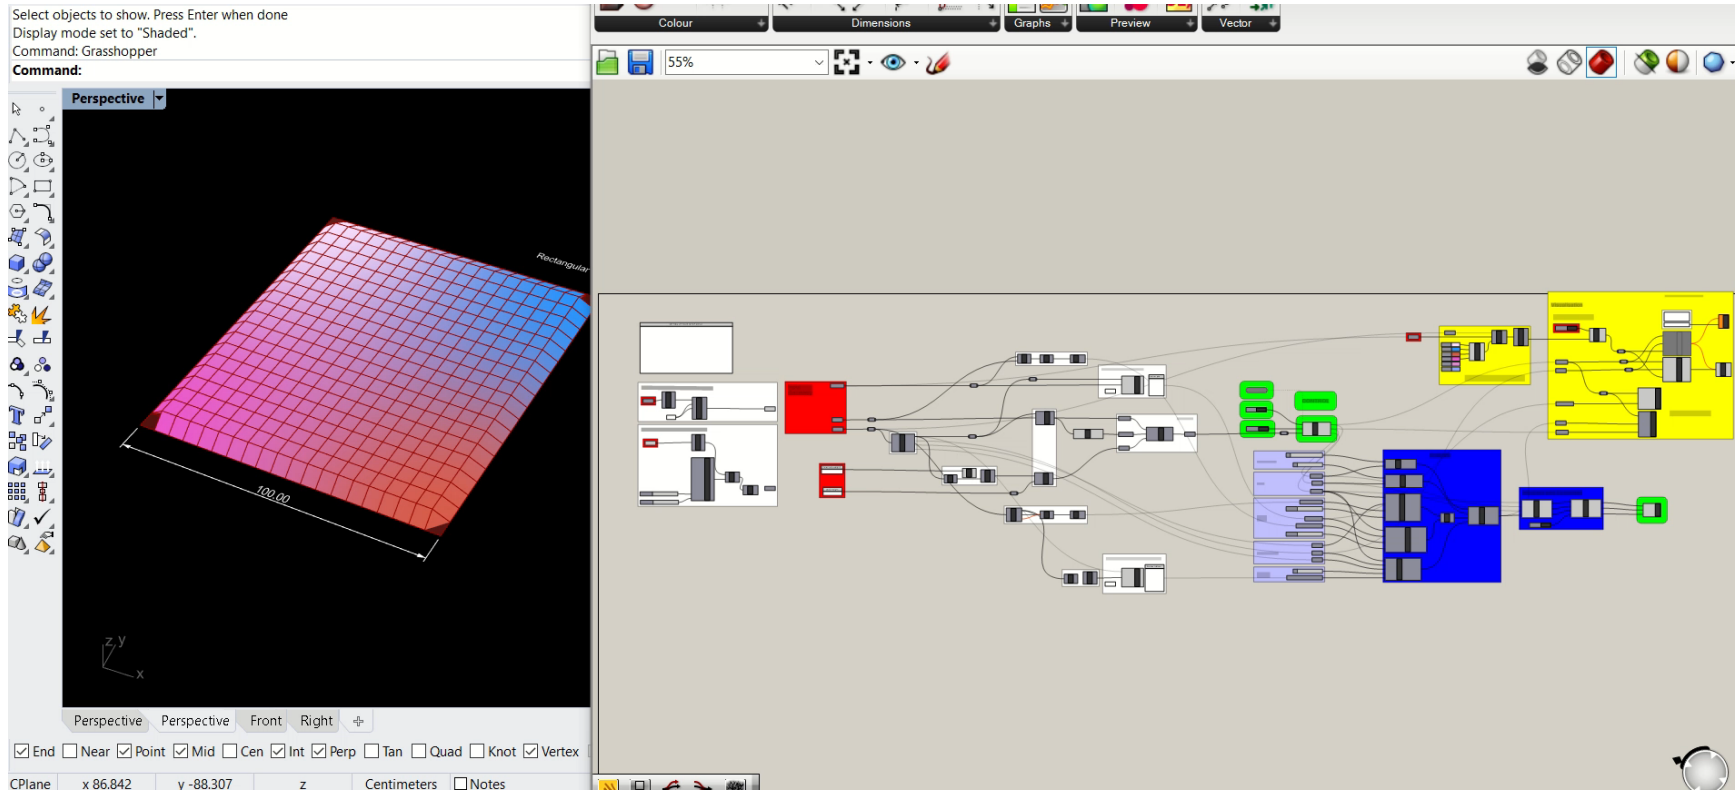 Select objects to show. Press Enter when done
Display mode set to "Shaded".
Command: Grasshopper
Command:
Colour
Dimensions
Graphs
Preview
Vector
55%
Perspective
Rectangular
100.00
z y
x
Perspective Perspective Front Right
End Near Point Mid Cen Int Perp Tan Quad Knot Vertex
CPlane x 86.842 y -88.307 z Centimeters Notes